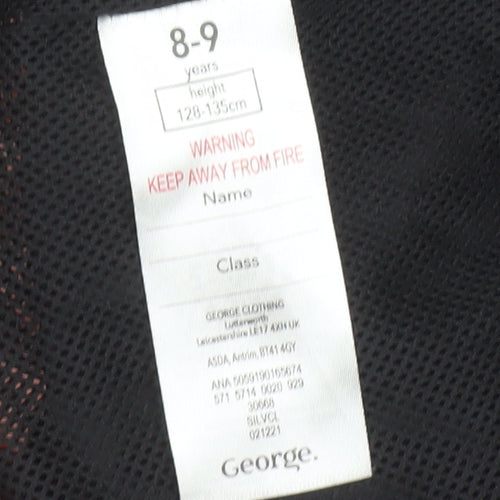 8-9
years
height
128-135cm
WARNING
KEEP AWAY FROM FIRE
Name
Class
GEORGE CLOTHING
Lutterworth
Leicestershire LE17 4XH UK
ASDA, Antrim, BT41 4GY
ANA 5059190165674
571 5714 0020 929
30668
SILVCL
021221
George.